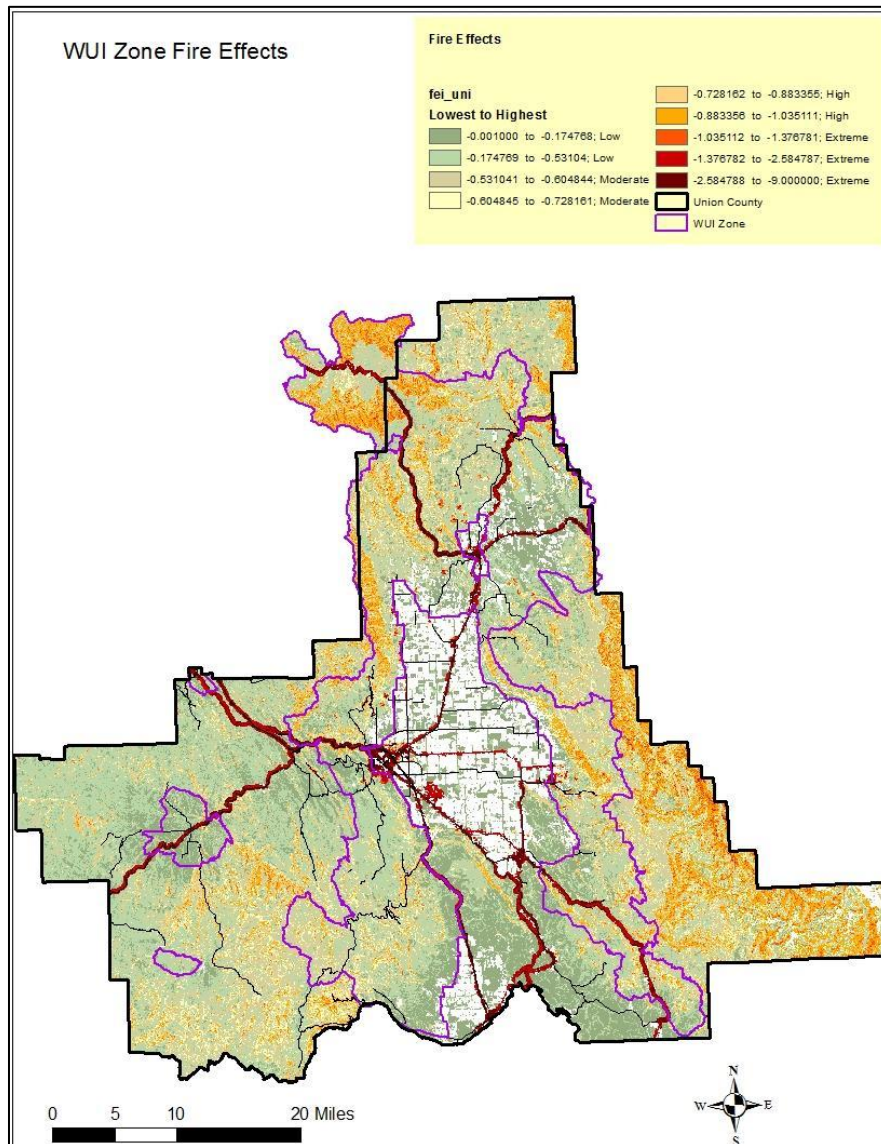 WUI Zone Fire Effects
Fire Effects
fei_uni
Lowest to Highest
-0.001000 to -0.174768; Low
-0.174769 to -0.53104; Low
-0.531041 to -0.604844; Moderate
-0.604845 to -0.728161; Moderate
-0.728162 to -0.883355; High
-0.883356 to -1.035111; High
-1.035112 to -1.376781; Extreme
-1.376782 to -2.584787; Extreme
-2.584788 to -9.000000; Extreme
Union County
WUI Zone
0 5 10 20 Miles
N
W E
S